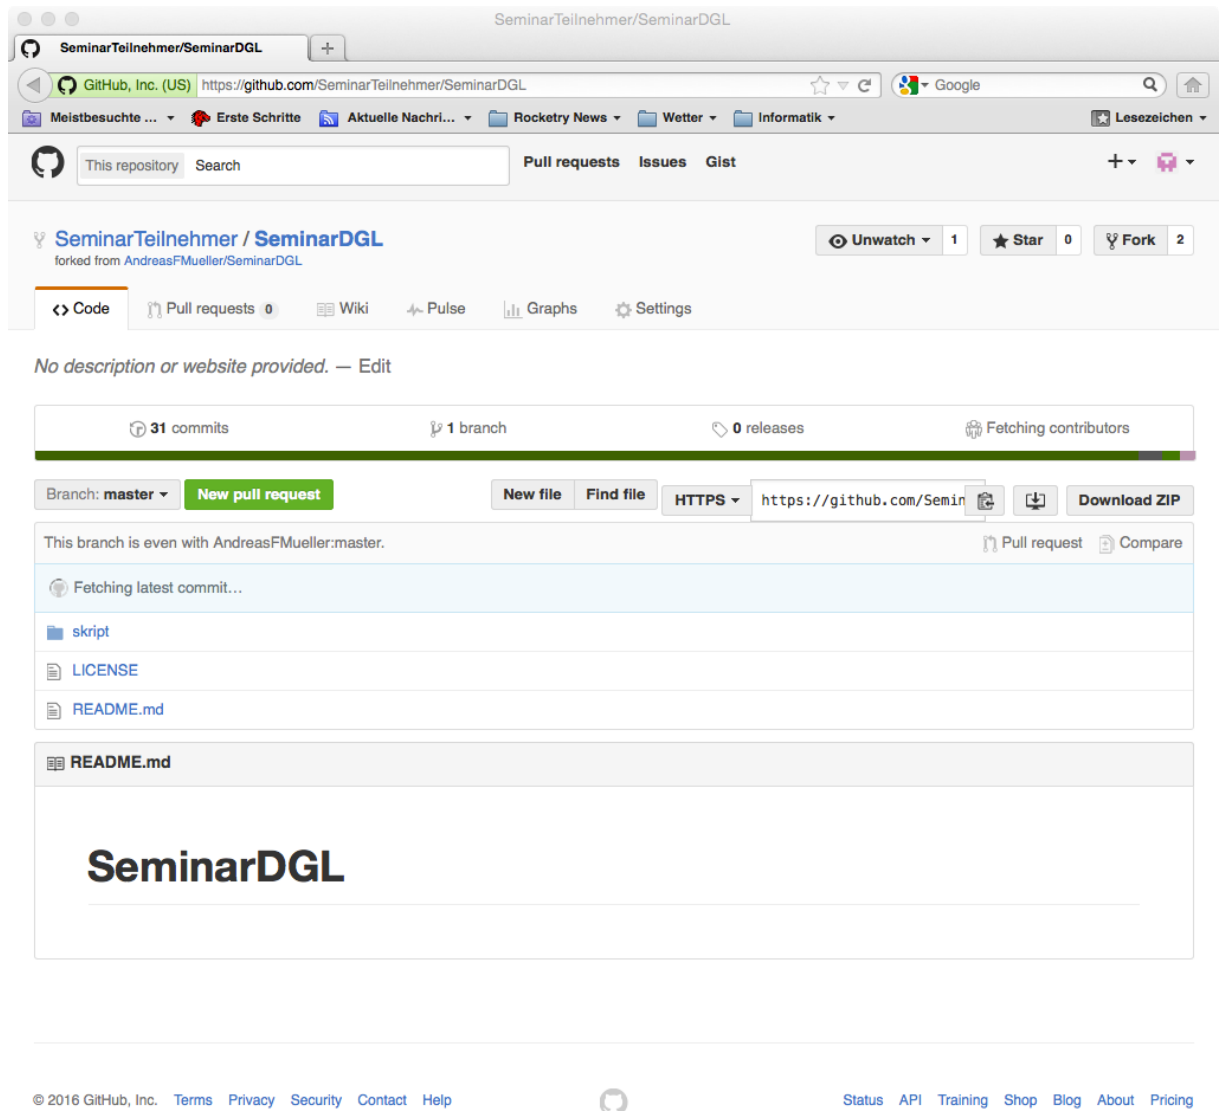 SeminarTeilnehmer/SeminarDGL
SeminarTeilnehmer/SeminarDGL
GitHub, Inc. (US) https://github.com/SeminarTeilnehmer/SeminarDGL Google
Meistbesuchte ... Erste Schritte Aktuelle Nachri... Rocketry News Wetter Informatik Lesezeichen
This repository Search Pull requests Issues Gist
SeminarTeilnehmer / SeminarDGL Unwatch 1 Star 0 Fork 2
forked from AndreasFMueller/SeminarDGL
Code Pull requests 0 Wiki Pulse Graphs Settings
No description or website provided. — Edit
31 commits 1 branch 0 releases Fetching contributors
Branch: master New pull request New file Find file HTTPS https://github.com/Semin Download ZIP
This branch is even with AndreasFMueller:master. Pull request Compare
Fetching latest commit…
skript
LICENSE
README.md
README.md
SeminarDGL
© 2016 GitHub, Inc. Terms Privacy Security Contact Help Status API Training Shop Blog About Pricing